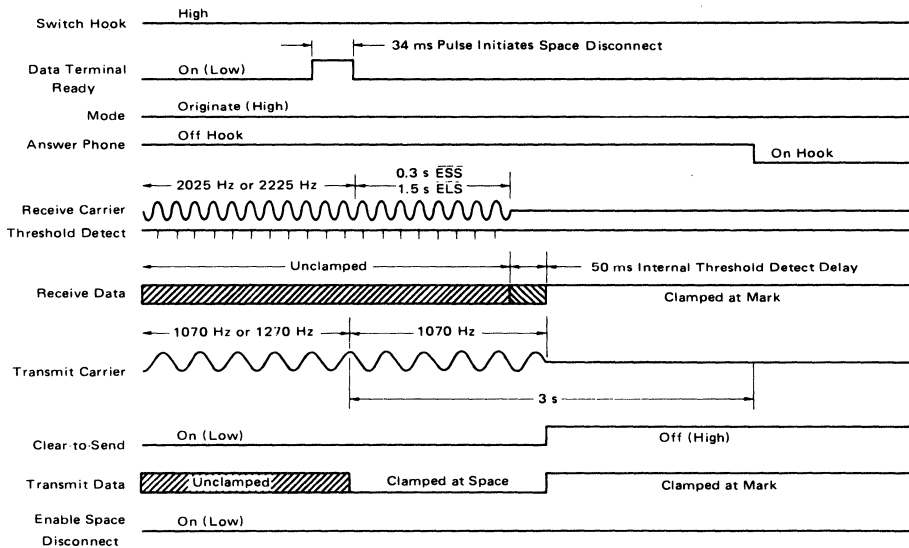 Switch Hook
High
34 ms Pulse Initiates Space Disconnect
Data Terminal
Ready
On (Low)
Mode
Originate (High)
Answer Phone
Off Hook
On Hook
2025 Hz or 2225 Hz
0.3 s E̅S̅S̅
1.5 s E̅L̅S̅
Receive Carrier
Threshold Detect
Unclamped
50 ms Internal Threshold Detect Delay
Receive Data
Clamped at Mark
1070 Hz or 1270 Hz
1070 Hz
Transmit Carrier
3 s
Clear-to-Send
On (Low)
Off (High)
Transmit Data
Unclamped
Clamped at Space
Clamped at Mark
Enable Space
Disconnect
On (Low)